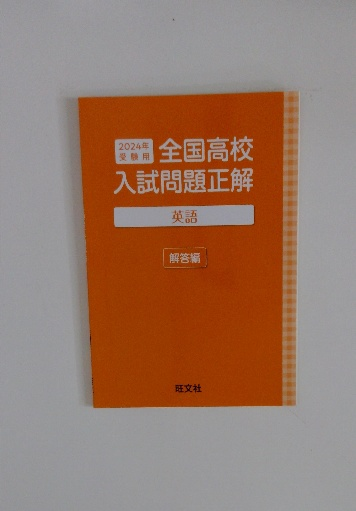 2024年
受験用
全国高校
入試問題正解
英語
解答編
旺文社